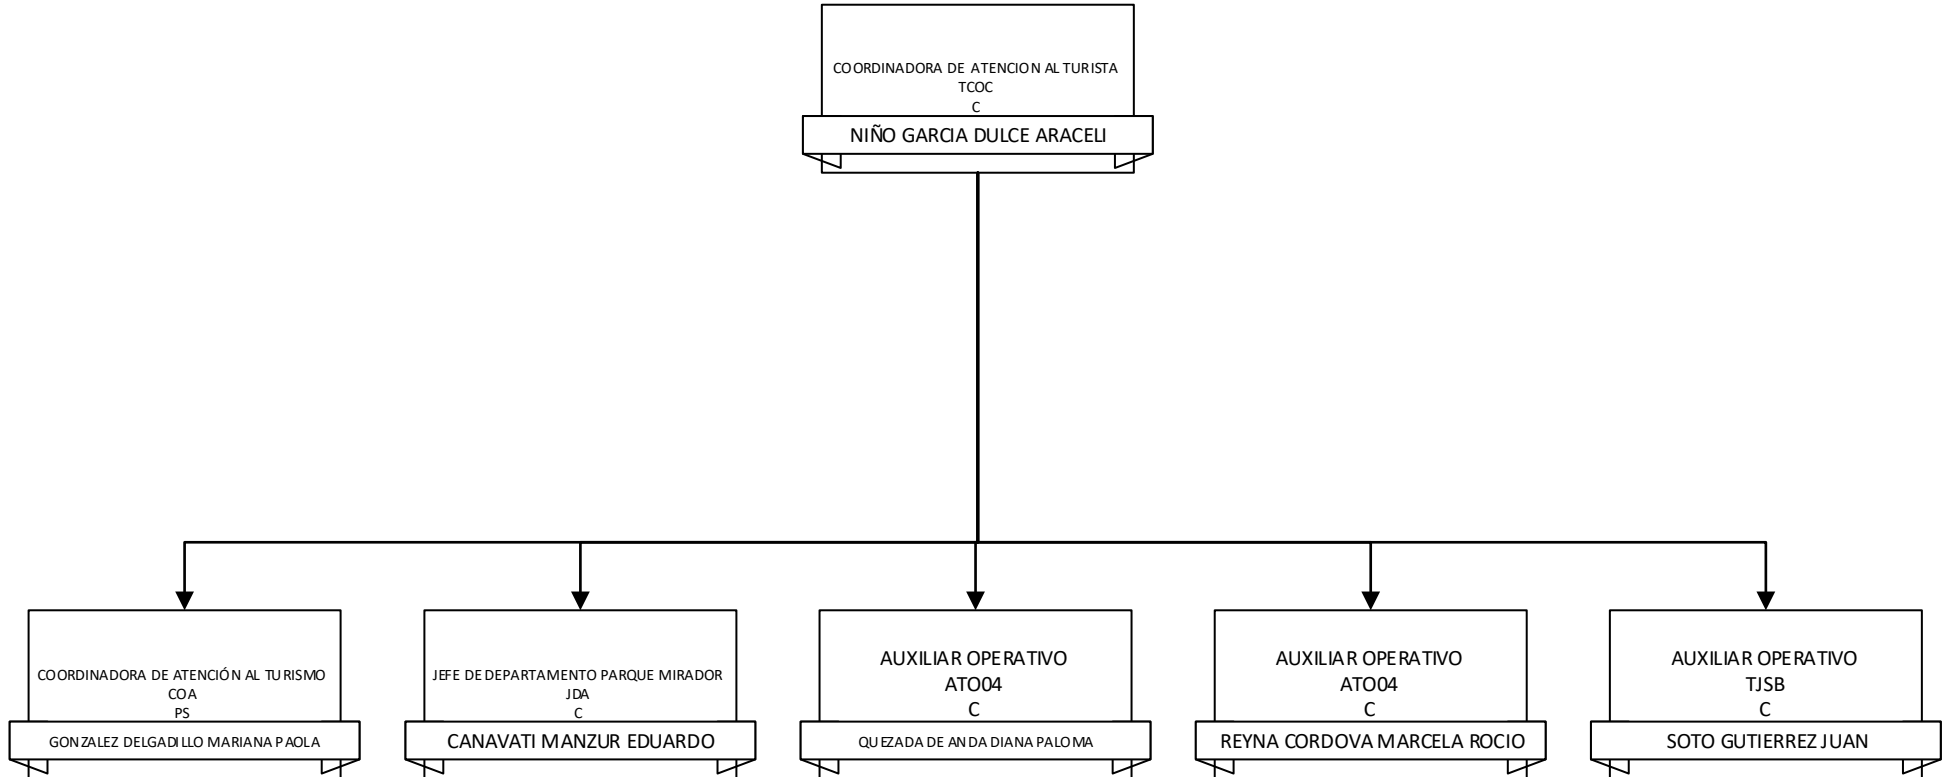 COORDINADORA DE ATENCION AL TURISTA
TCOC
C
NIÑO GARCIA DULCE ARACELI
COORDINADORA DE ATENCIÓN AL TURISMO
COA
PS
GONZALEZ DELGADILLO MARIANA PAOLA
JEFE DE DEPARTAMENTO PARQUE MIRADOR
JDA
C
CANAVATI MANZUR EDUARDO
AUXILIAR OPERATIVO
ATO04
C
QUEZADA DE ANDA DIANA PALOMA
AUXILIAR OPERATIVO
ATO04
C
REYNA CORDOVA MARCELA ROCIO
AUXILIAR OPERATIVO
TJSB
C
SOTO GUTIERREZ JUAN